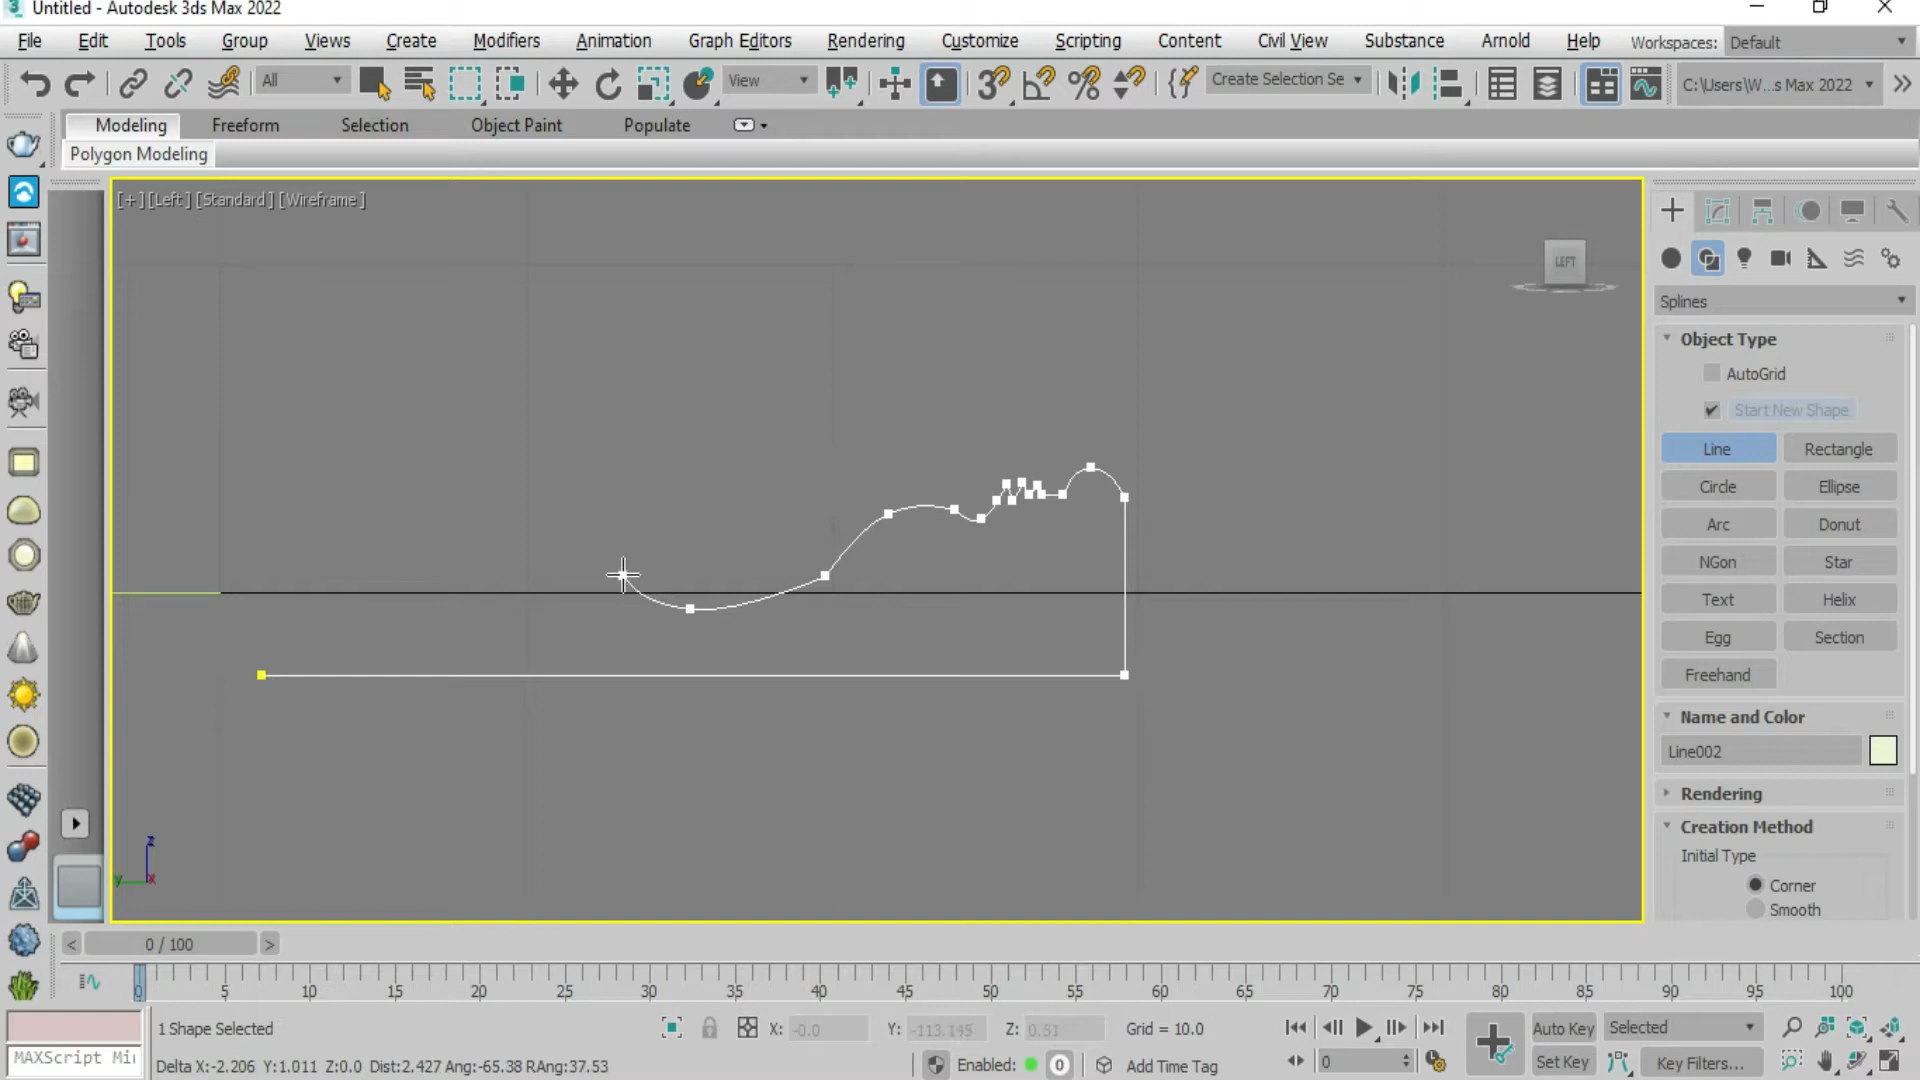 Untitled - Autodesk 3ds Max 2022
File Edit Tools Group Views Create Modifiers Animation Graph Editors Rendering Customize Scripting Content Civil View Substance Arnold Help Workspaces: Default
All View Create Selection Se C:\Users\W...s Max 2022
Modeling Freeform Selection Object Paint Populate
Polygon Modeling
[+] [Left] [Standard] [Wireframe]
LEFT
Splines
Object Type
AutoGrid
Start New Shape
Line Rectangle
Circle Ellipse
Arc Donut
NGon Star
Text Helix
Egg Section
Freehand
Name and Color
Line002
Rendering
Creation Method
Initial Type
Corner
Smooth
z
y x
< 0 / 100 >
0 5 10 15 20 25 30 35 40 45 50 55 60 65 70 75 80 85 90 95 100
1 Shape Selected X: -0.0 Y: -113.145 Z: 0.51 Grid = 10.0 Auto Key Selected
MAXScript Mi Delta X:-2.206 Y:1.011 Z:0.0 Dist:2.427 Ang:-65.38 RAng:37.53 Enabled: 0 Add Time Tag 0 Set Key Key Filters...